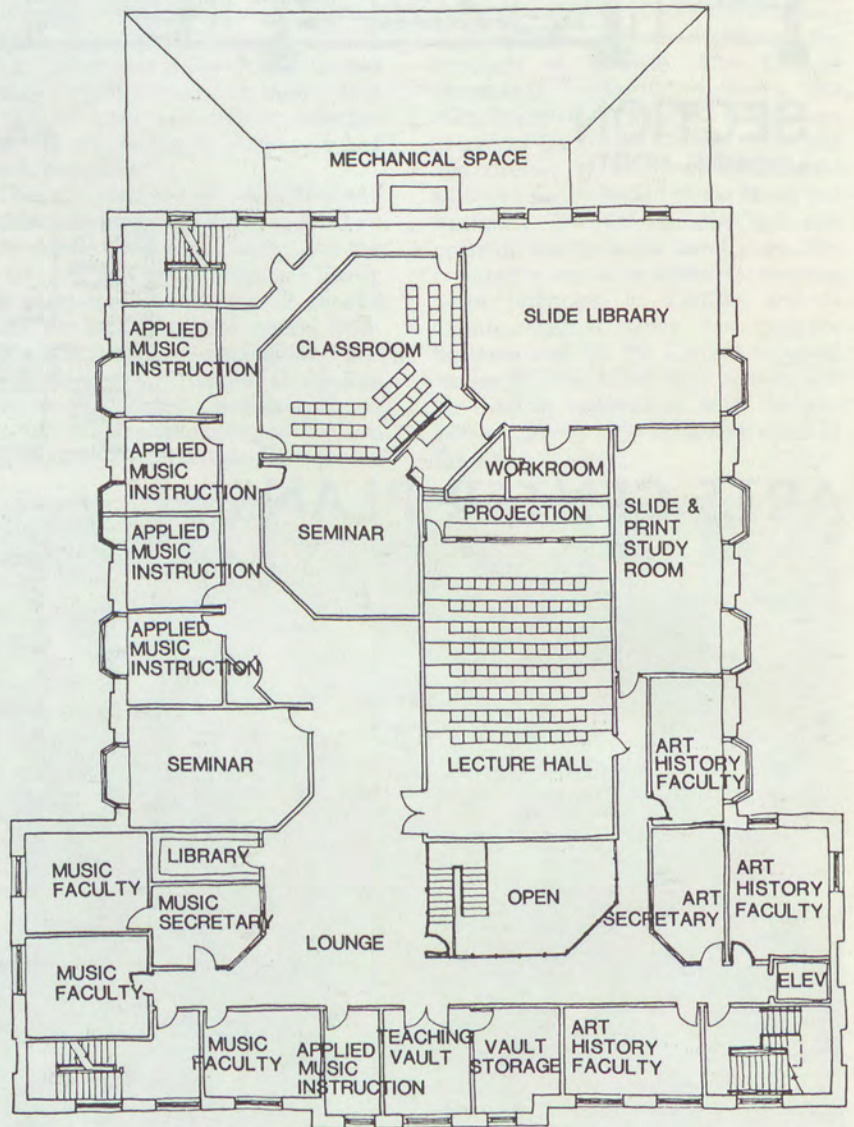 SECTION
MECHANICAL SPACE
APPLIED
MUSIC
INSTRUCTION
CLASSROOM
SLIDE LIBRARY
APPLIED
MUSIC
INSTRUCTION
WORKROOM
PROJECTION
SEMINAR
SLIDE &
PRINT
STUDY
ROOM
APPLIED
MUSIC
INSTRUCTION
APPLIED
MUSIC
INSTRUCTION
SEMINAR
LECTURE HALL
ART
HISTORY
FACULTY
LIBRARY
MUSIC
FACULTY
MUSIC
SECRETARY
OPEN
ART
SECRETARY
ART
HISTORY
FACULTY
LOUNGE
MUSIC
FACULTY
ELEV
MUSIC
FACULTY
APPLIED
MUSIC
INSTRUCTION
TEACHING
VAULT
VAULT
STORAGE
ART
HISTORY
FACULTY